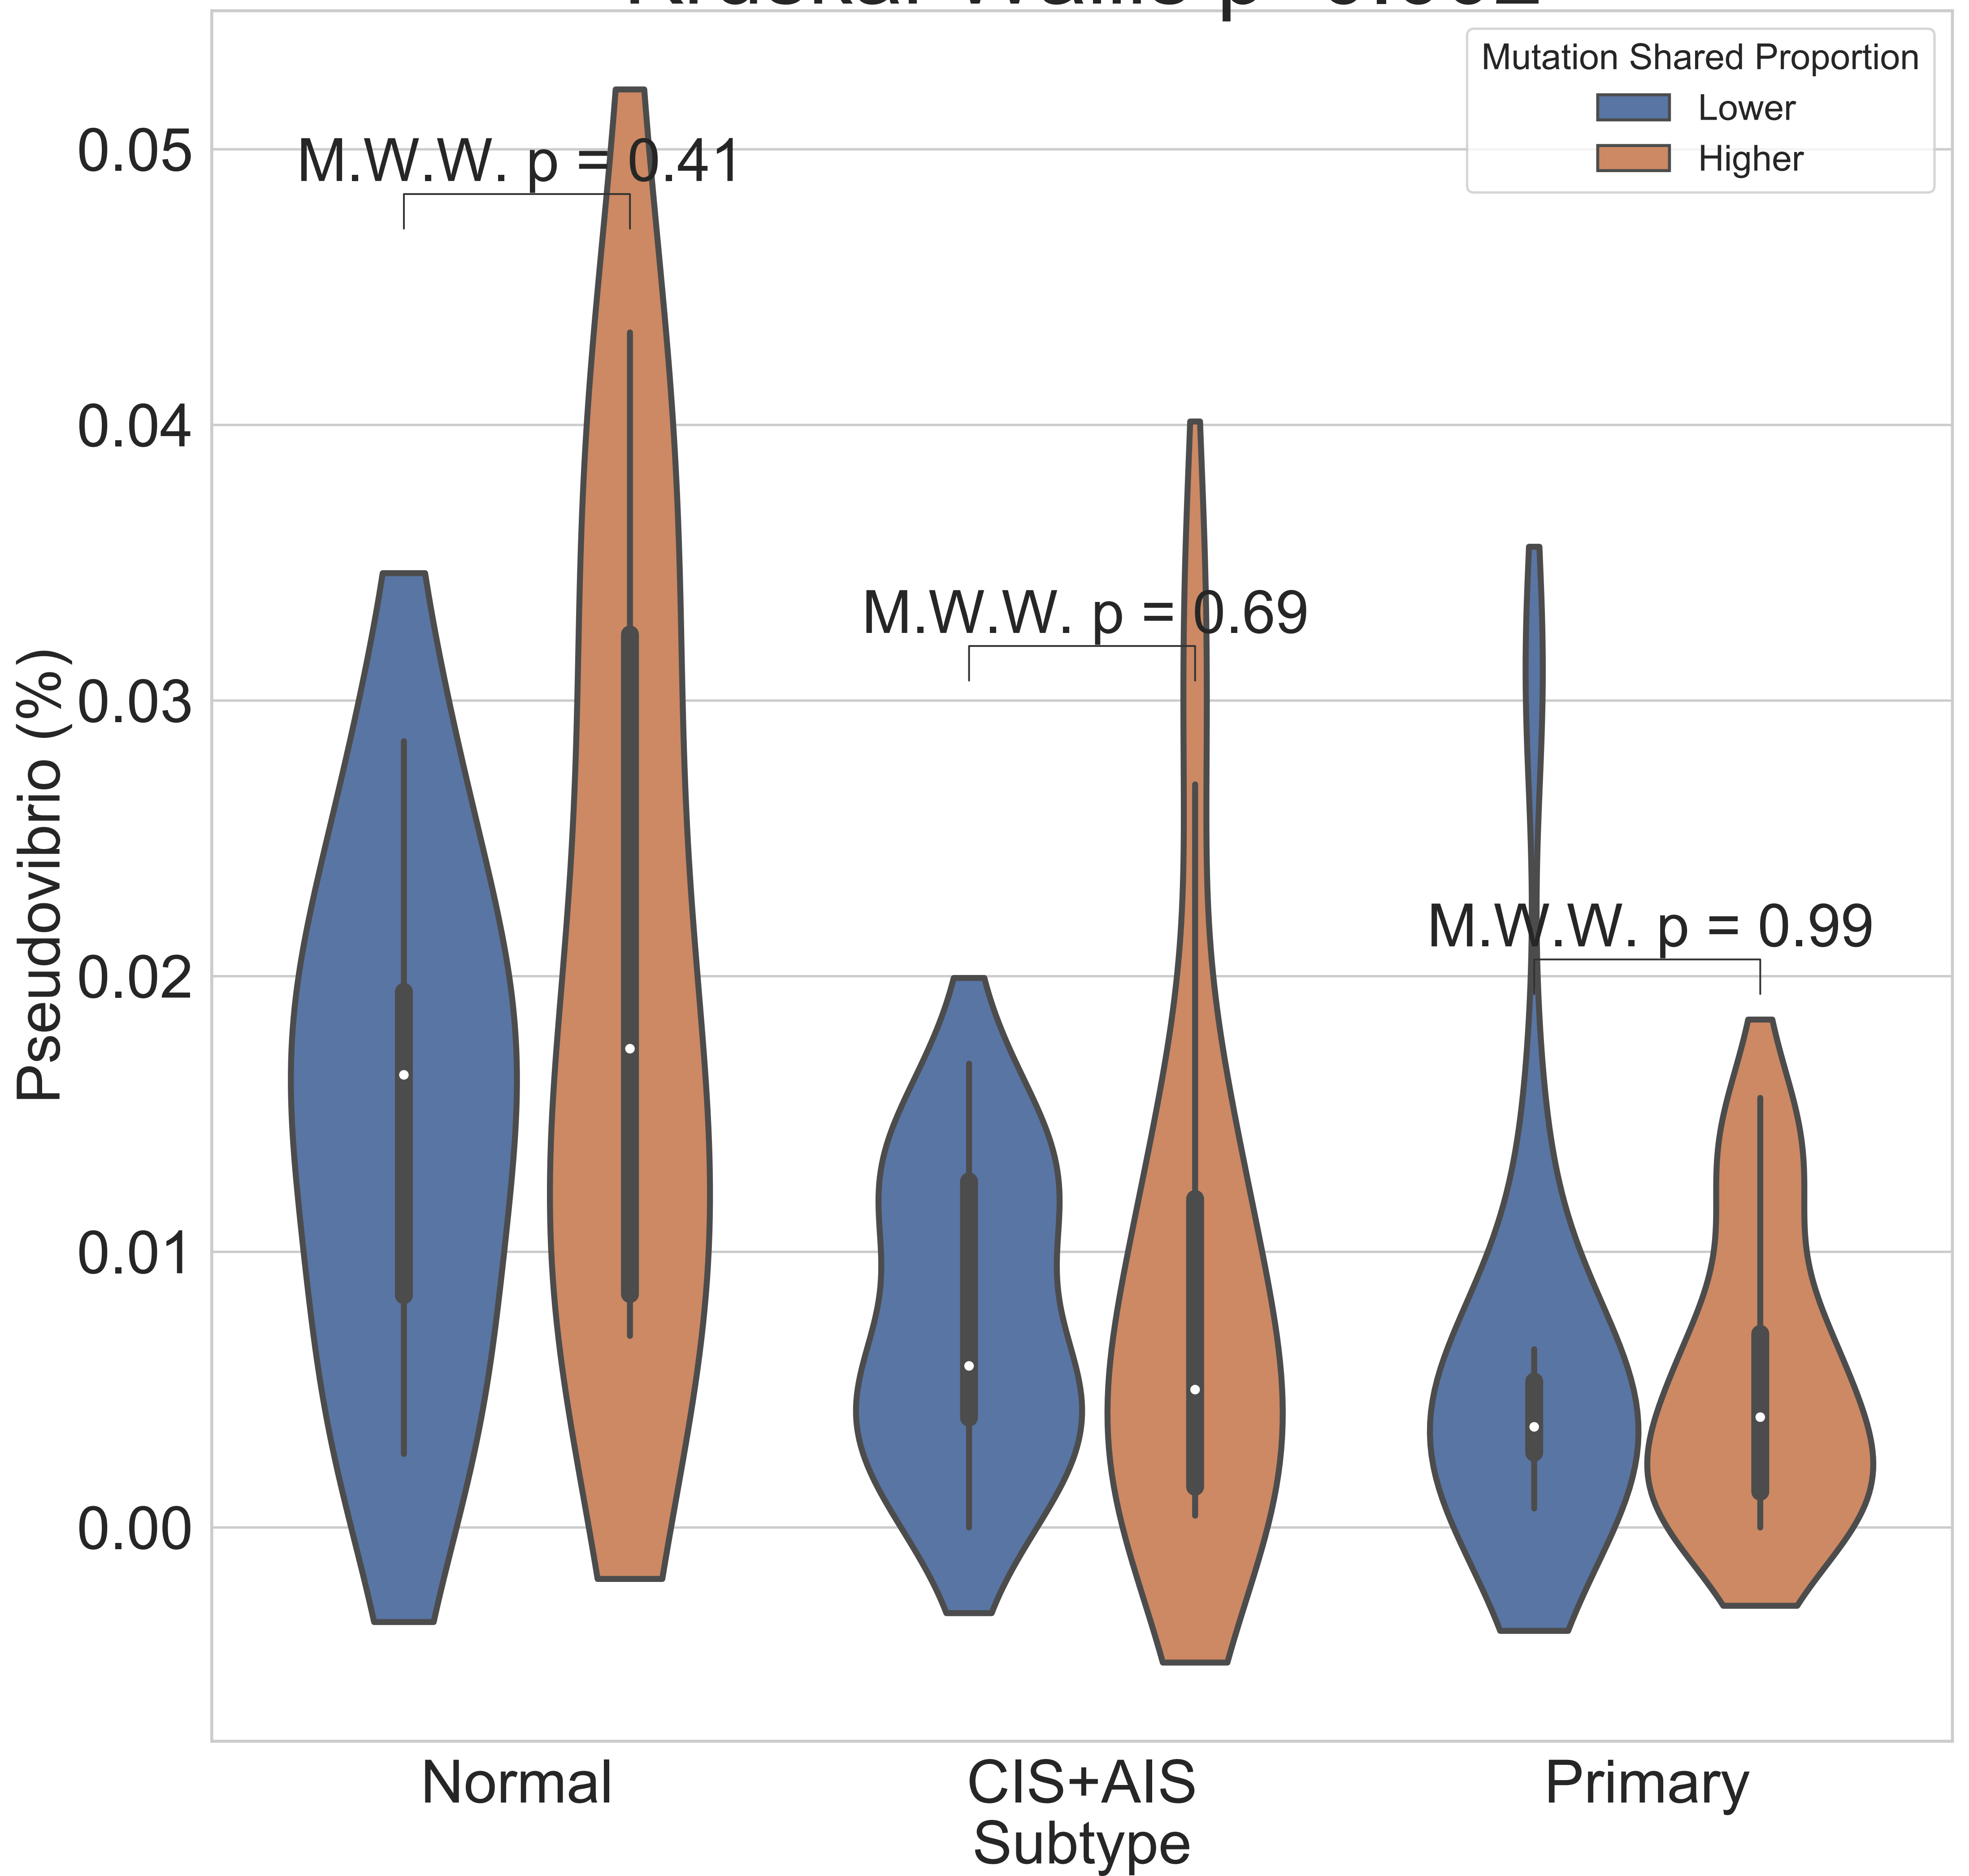 Mutation Shared Proportion
Lower
Higher
M.W.W. p = 0.41
M.W.W. p = 0.69
M.W.W. p = 0.99
0.05
0.04
0.03
0.02
0.01
0.00
Pseudovibrio (%)
Normal
CIS+AIS
Primary
Subtype